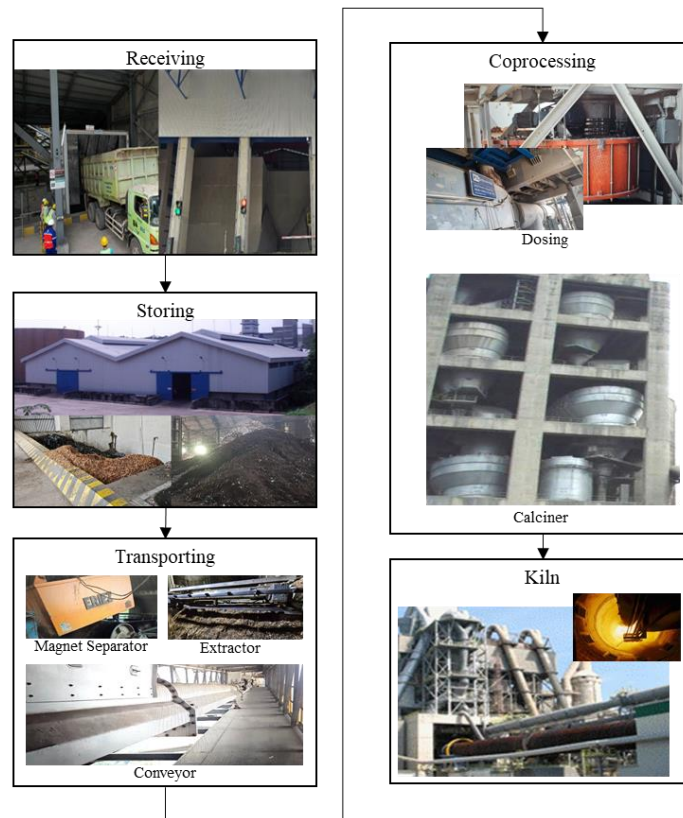 Receiving
Storing
Transporting
Magnet Separator
Extractor
Conveyor
Coprocessing
Dosing
Calciner
Kiln